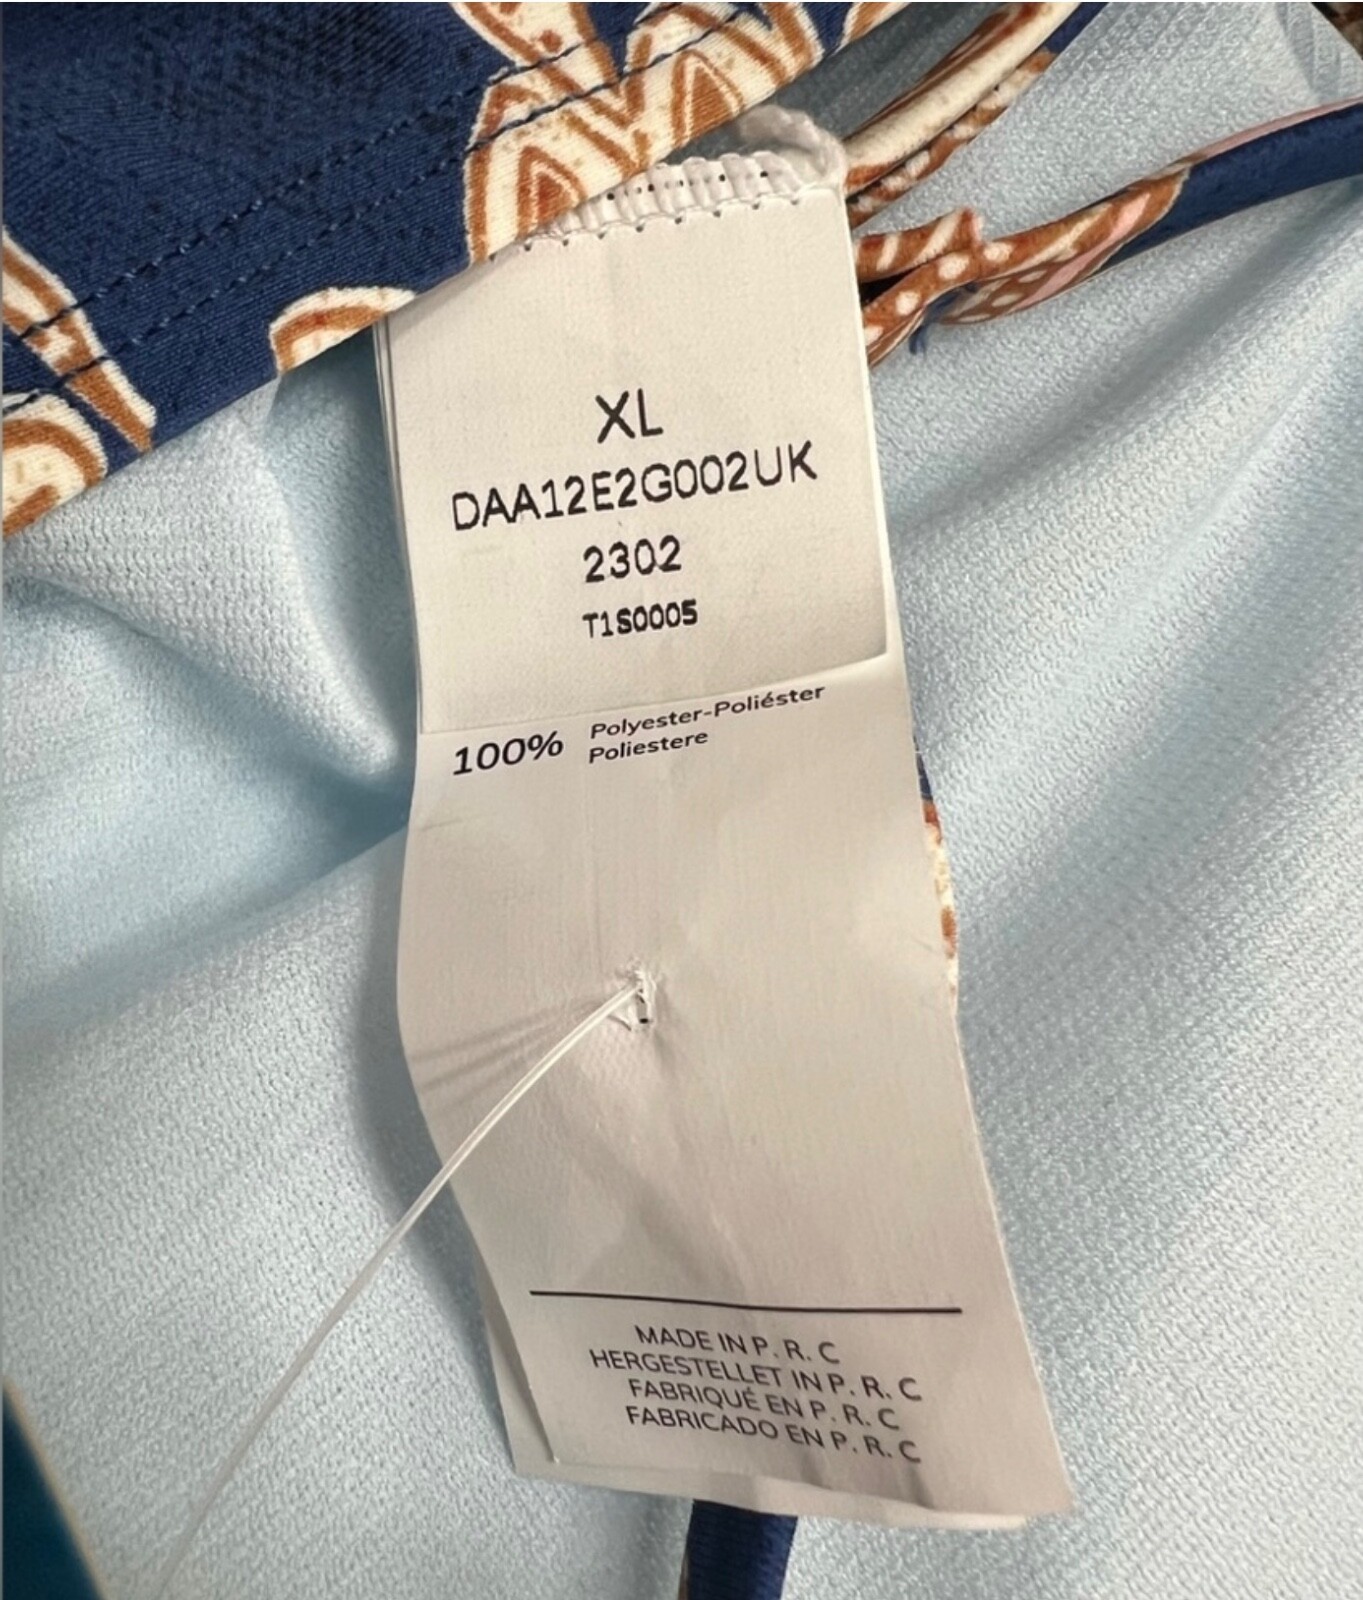 XL
DAA12E2G002UK
2302
T1S0005
100% Polyester-Poliéster
Poliestere
MADE IN P. R. C
HERGESTELLET IN P. R. C
FABRIQUÉ EN P. R. C
FABRICADO EN P. R. C